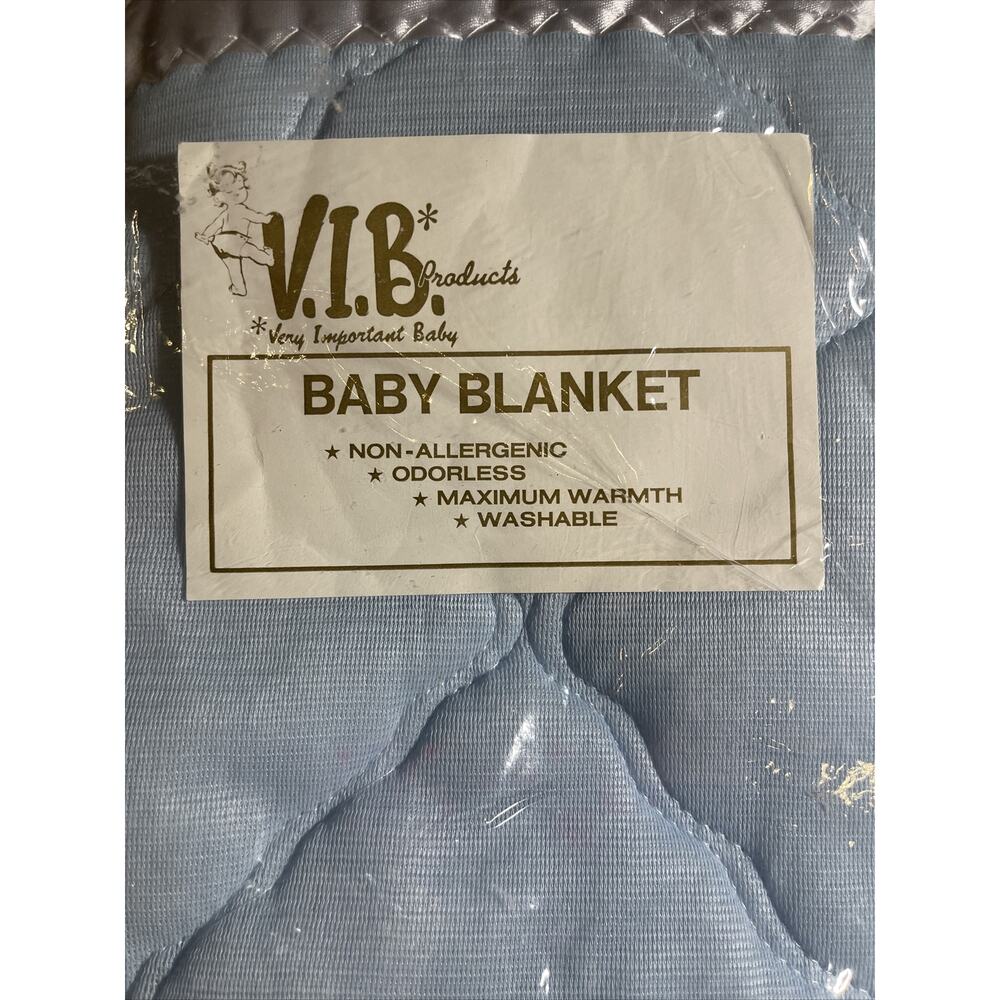 V.I.B.* Products
*Very Important Baby
BABY BLANKET
★ NON-ALLERGENIC
★ ODORLESS
★ MAXIMUM WARMTH
★ WASHABLE